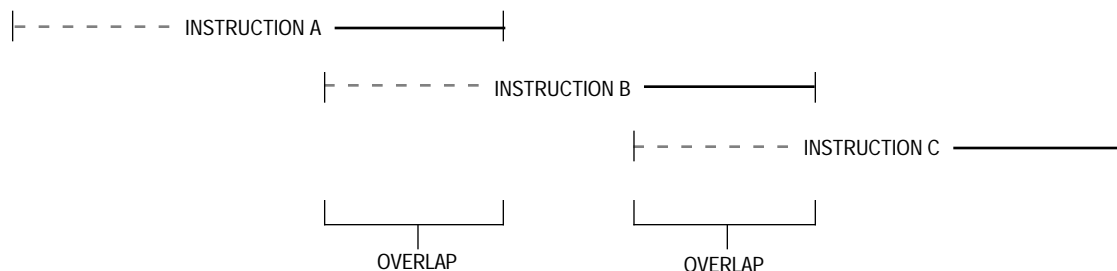 INSTRUCTION A
INSTRUCTION B
INSTRUCTION C
OVERLAP
OVERLAP